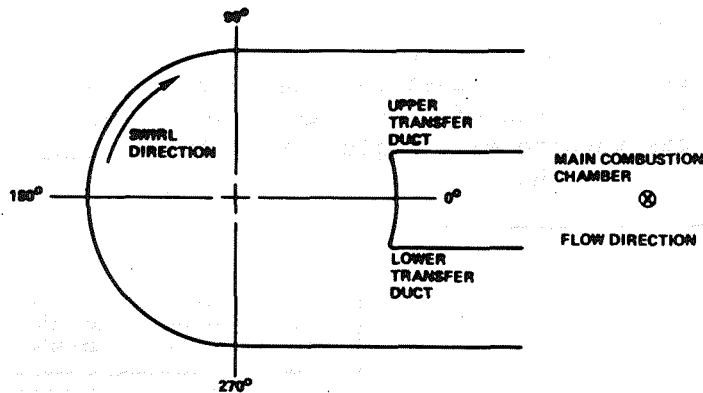 90°
UPPER
TRANSFER
DUCT
SWIRL
DIRECTION
MAIN COMBUSTION
CHAMBER
180°
0°
FLOW DIRECTION
LOWER
TRANSFER
DUCT
270°